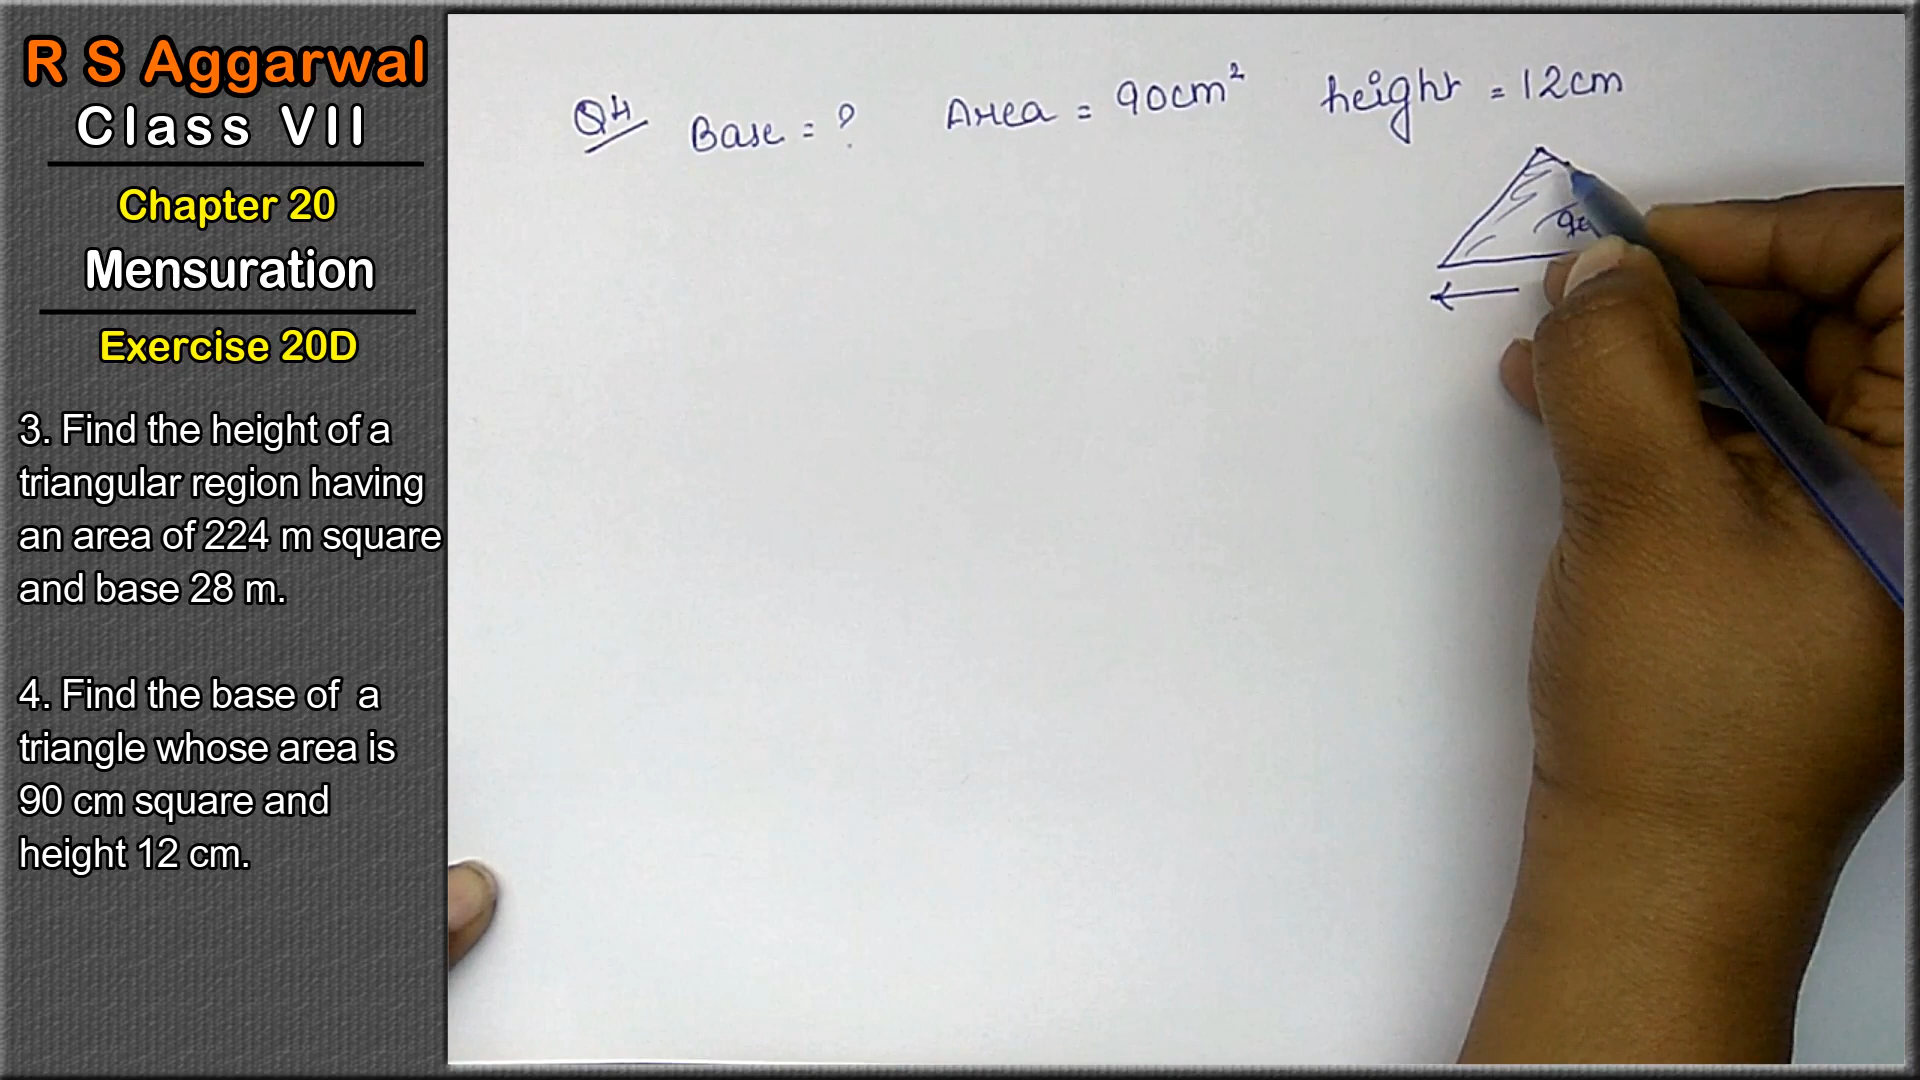 R S Aggarwal
Class VII
Chapter 20
Mensuration
Exercise 20D
3. Find the height of a
triangular region having
an area of 224 m square
and base 28 m.
4. Find the base of a
triangle whose area is
90 cm square and
height 12 cm.
Q4 Base = ? Area = 90cm² height = 12cm